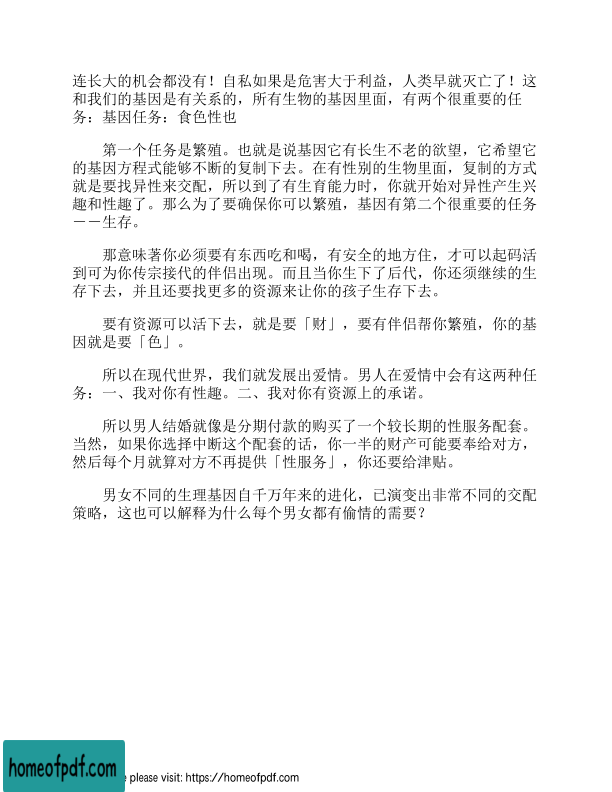 连长大的机会都没有！自私如果是危害大于利益，人类早就灭亡了！这
和我们的基因是有关系的，所有生物的基因里面，有两个很重要的任
务：基因任务：食色性也
第一个任务是繁殖。也就是说基因它有长生不老的欲望，它希望它
的基因方程式能够不断的复制下去。在有性别的生物里面，复制的方式
就是要找异性来交配，所以到了有生育能力时，你就开始对异性产生兴
趣和性趣了。那么为了要确保你可以繁殖，基因有第二个很重要的任务
－－生存。
那意味著你必须要有东西吃和喝，有安全的地方住，才可以起码活
到可为你传宗接代的伴侣出现。而且当你生下了后代，你还须继续的生
存下去，并且还要找更多的资源来让你的孩子生存下去。
要有资源可以活下去，就是要「财」，要有伴侣帮你繁殖，你的基
因就是要「色」。
所以在现代世界，我们就发展出爱情。男人在爱情中会有这两种任
务：一、我对你有性趣。二、我对你有资源上的承诺。
所以男人结婚就像是分期付款的购买了一个较长期的性服务配套。
当然，如果你选择中断这个配套的话，你一半的财产可能要奉给对方，
然后每个月就算对方不再提供「性服务」，你还要给津贴。
男女不同的生理基因自千万年来的进化，已演变出非常不同的交配
策略，这也可以解释为什么每个男女都有偷情的需要？
homeofpdf.com
please visit: https://homeofpdf.com